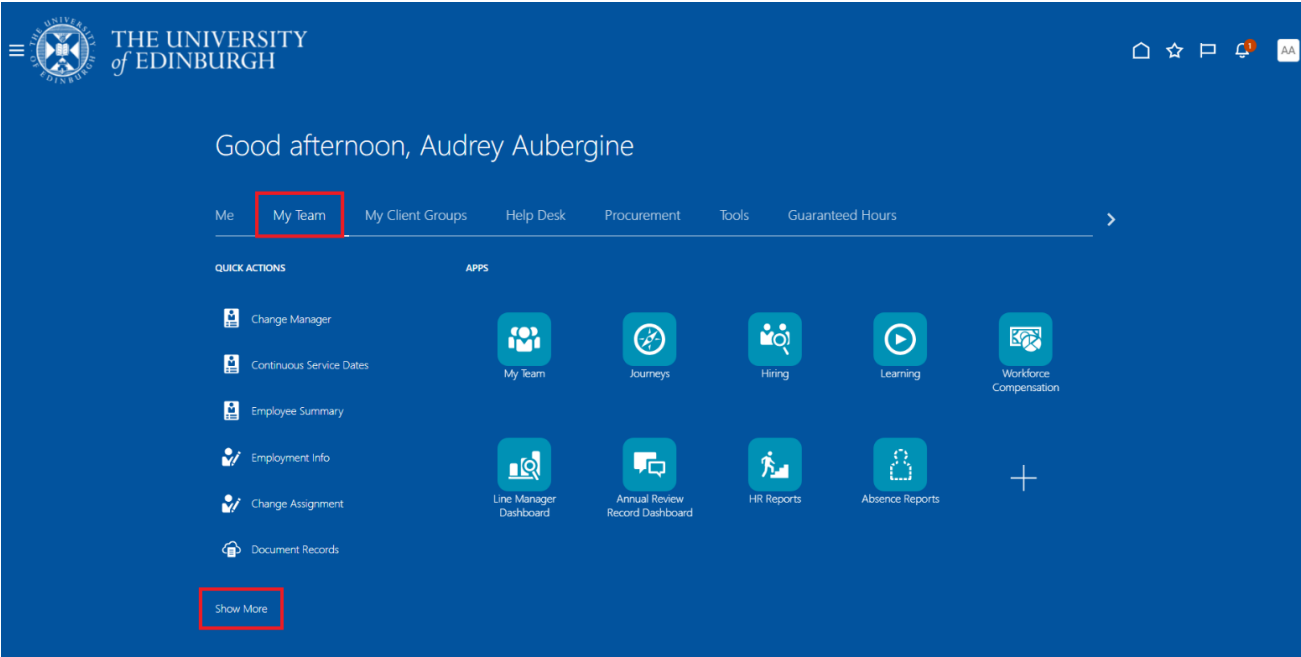 THE UNIVERSITY
of EDINBURGH
1
AA
Good afternoon, Audrey Aubergine
Me My Team My Client Groups Help Desk Procurement Tools Guaranteed Hours
QUICK ACTIONS
Change Manager
Continuous Service Dates
Employee Summary
Employment Info
Change Assignment
Document Records
Show More
APPS
My Team
Journeys
Hiring
Learning
Workforce
Compensation
Line Manager
Dashboard
Annual Review
Record Dashboard
HR Reports
Absence Reports